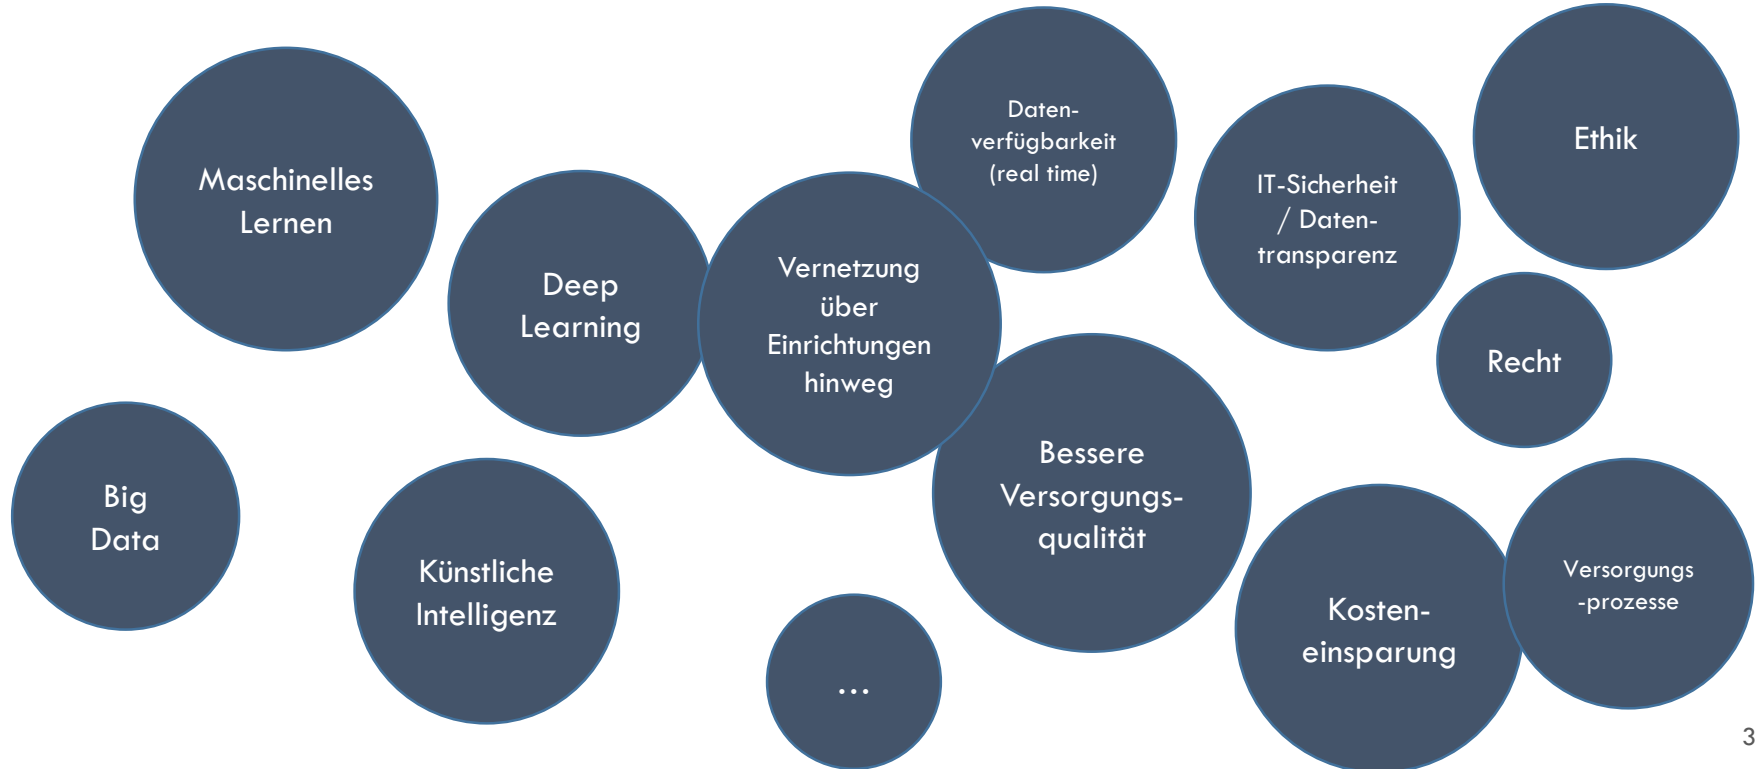 Maschinelles
Lernen
Deep
Learning
Vernetzung
über
Einrichtungen
hinweg
Daten-
verfügbarkeit
(real time)
IT-Sicherheit
/ Daten-
transparenz
Ethik
Recht
Big
Data
Künstliche
Intelligenz
...
Bessere
Versorgungs-
qualität
Kosten-
einsparung
Versorgungs
-prozesse
3